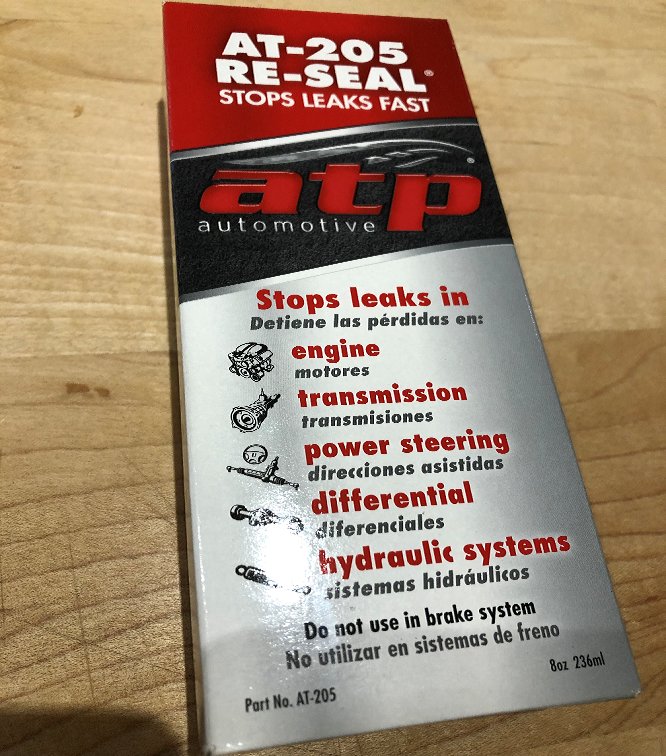 AT-205
RE-SEAL®
STOPS LEAKS FAST
atp®
automotive
Stops leaks in
Detiene las pérdidas en:
engine
motores
transmission
transmisiones
power steering
direcciones asistidas
differential
diferenciales
hydraulic systems
sistemas hidráulicos
Do not use in brake system
No utilizar en sistemas de freno
8oz 236ml
Part No. AT-205